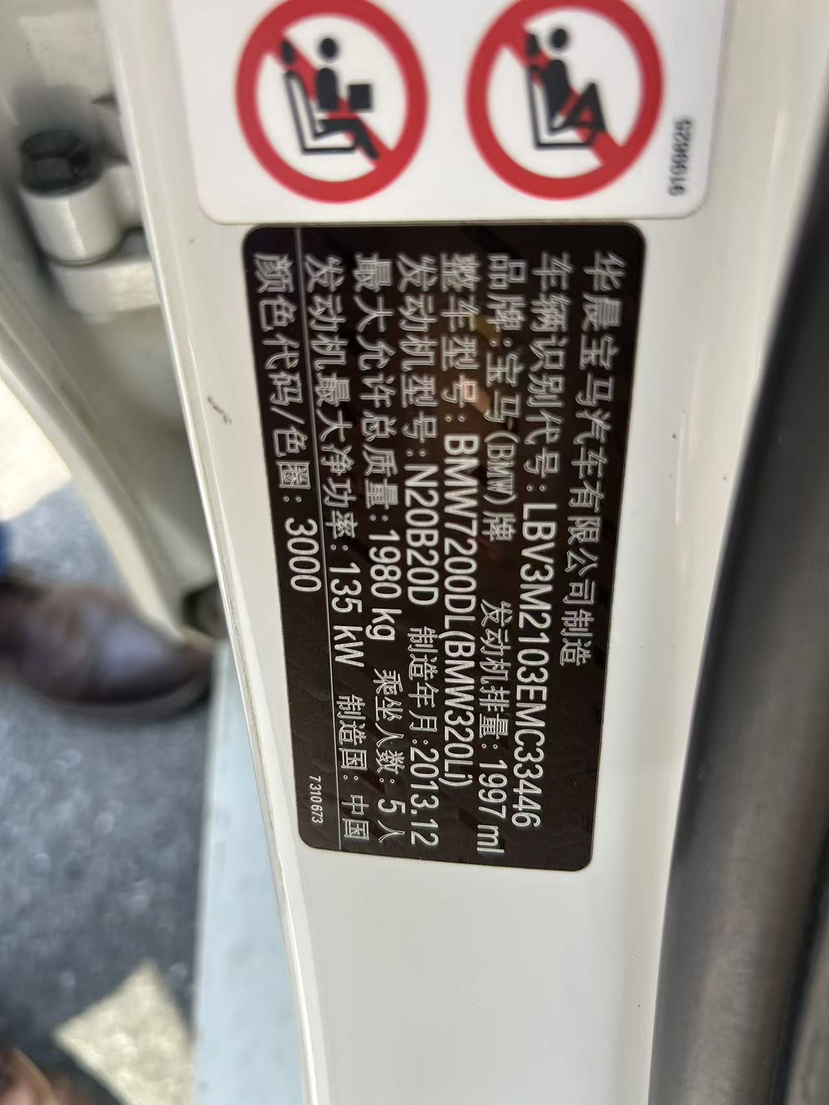 9196625
华晨宝马汽车有限公司制造
车辆识别代号:LBV3M2103EMC33446
品牌:宝马(BMW)牌 发动机排量:1997ml
整车型号:BMW7200DL(BMW320Li)
发动机型号:N20B20D 制造年月:2013.12
最大允许总质量:1980 kg 乘坐人数:5人
发动机最大净功率:135 kW 制造国:中国
颜色代码/色圈:3000
7310673